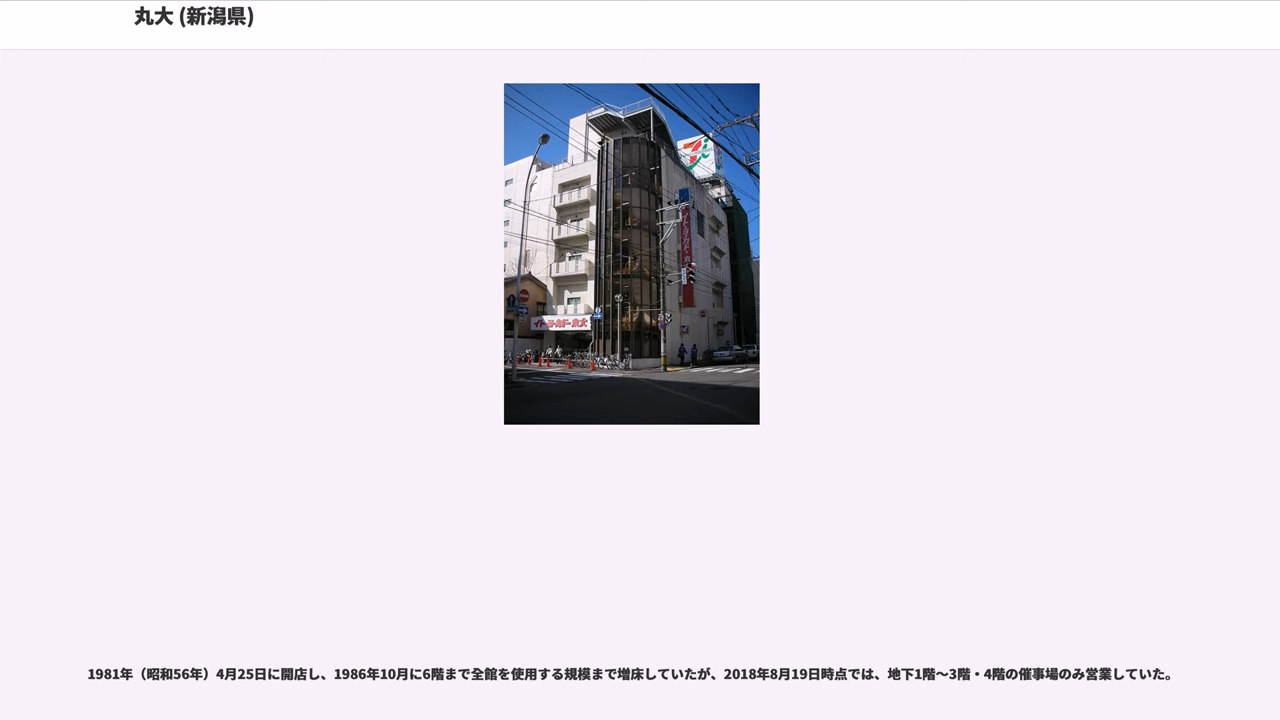 丸大 (新潟県)
1981年（昭和56年）4月25日に開店し、1986年10月に6階まで全館を使用する規模まで増床していたが、2018年8月19日時点では、地下1階〜3階・4階の催事場のみ営業していた。